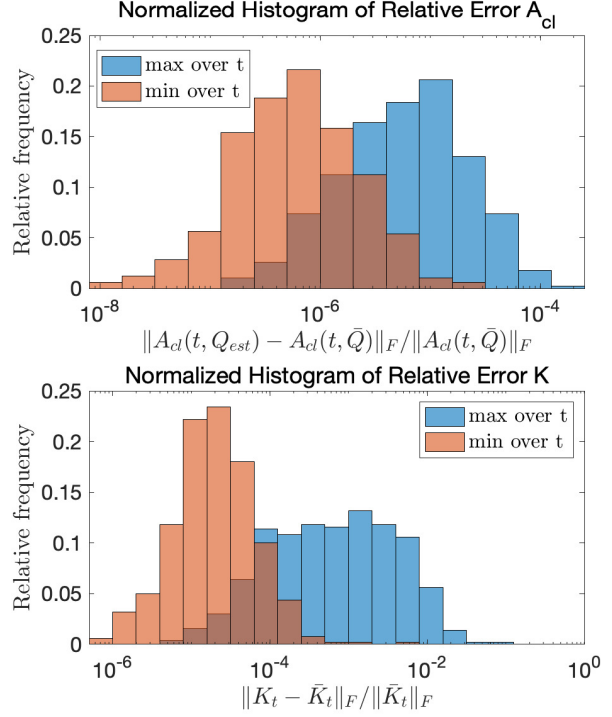 Normalized Histogram of Relative Error A_cl
0.25
0.2
0.15
0.1
0.05
0
Relative frequency
max over t
min over t
10^-8
10^-6
10^-4
‖A_cl(t, Q_est) − A_cl(t, Q̄)‖_F/‖A_cl(t, Q̄)‖_F
Normalized Histogram of Relative Error K
0.25
0.2
0.15
0.1
0.05
0
Relative frequency
max over t
min over t
10^-6
10^-4
10^-2
10^0
‖K_t − K̄_t‖_F/‖K̄_t‖_F